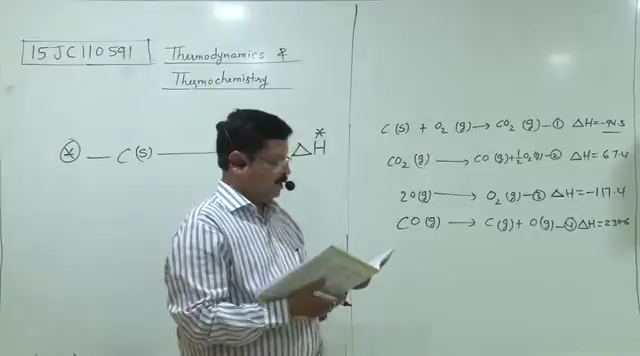 15JC110591
Thermodynamics &
Thermochemistry
* — C(S) ——— ΔH*
C(S) + O₂(g) → CO₂(g) –① ΔH=–94.3
CO₂(g) → CO(g)+½O₂(g)–② ΔH=67.4
2O(g) → O₂(g)–③ ΔH=–117.4
CO(g) → C(g)+O(g)–④ ΔH=230.6